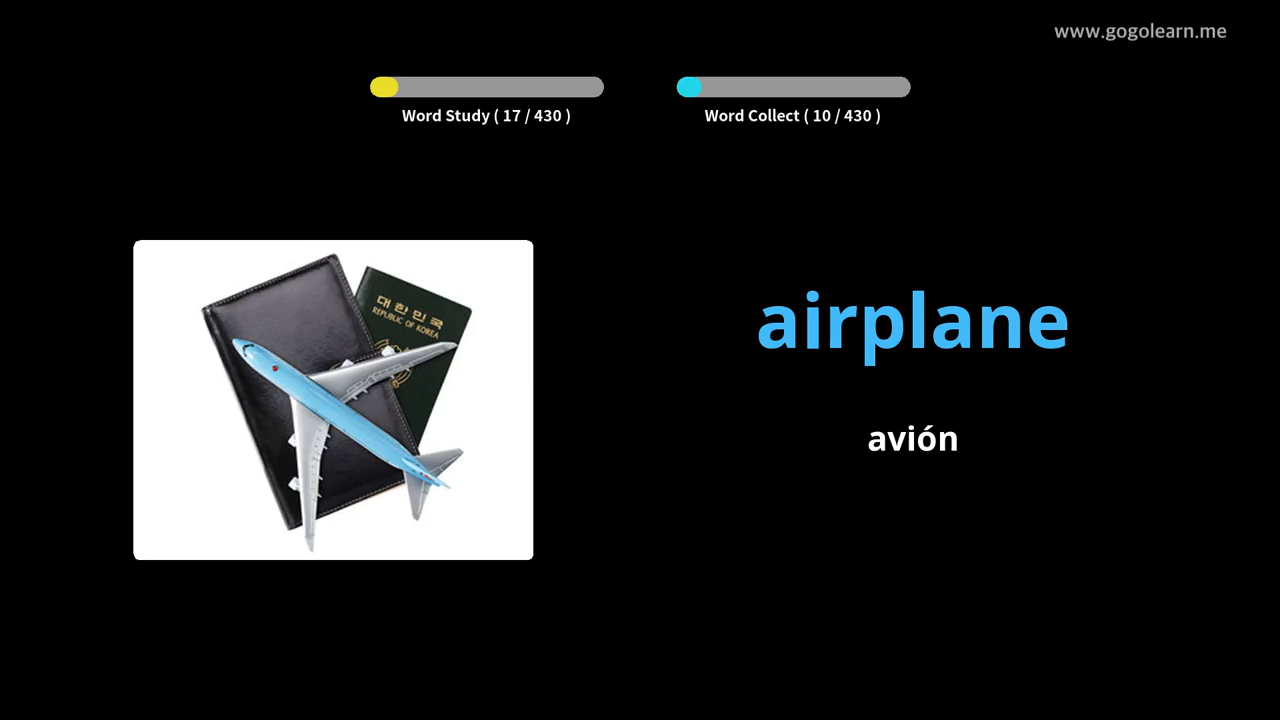 www.gogolearn.me
Word Study ( 17 / 430 )
Word Collect ( 10 / 430 )
대한민국
REPUBLIC OF KOREA
airplane
avión